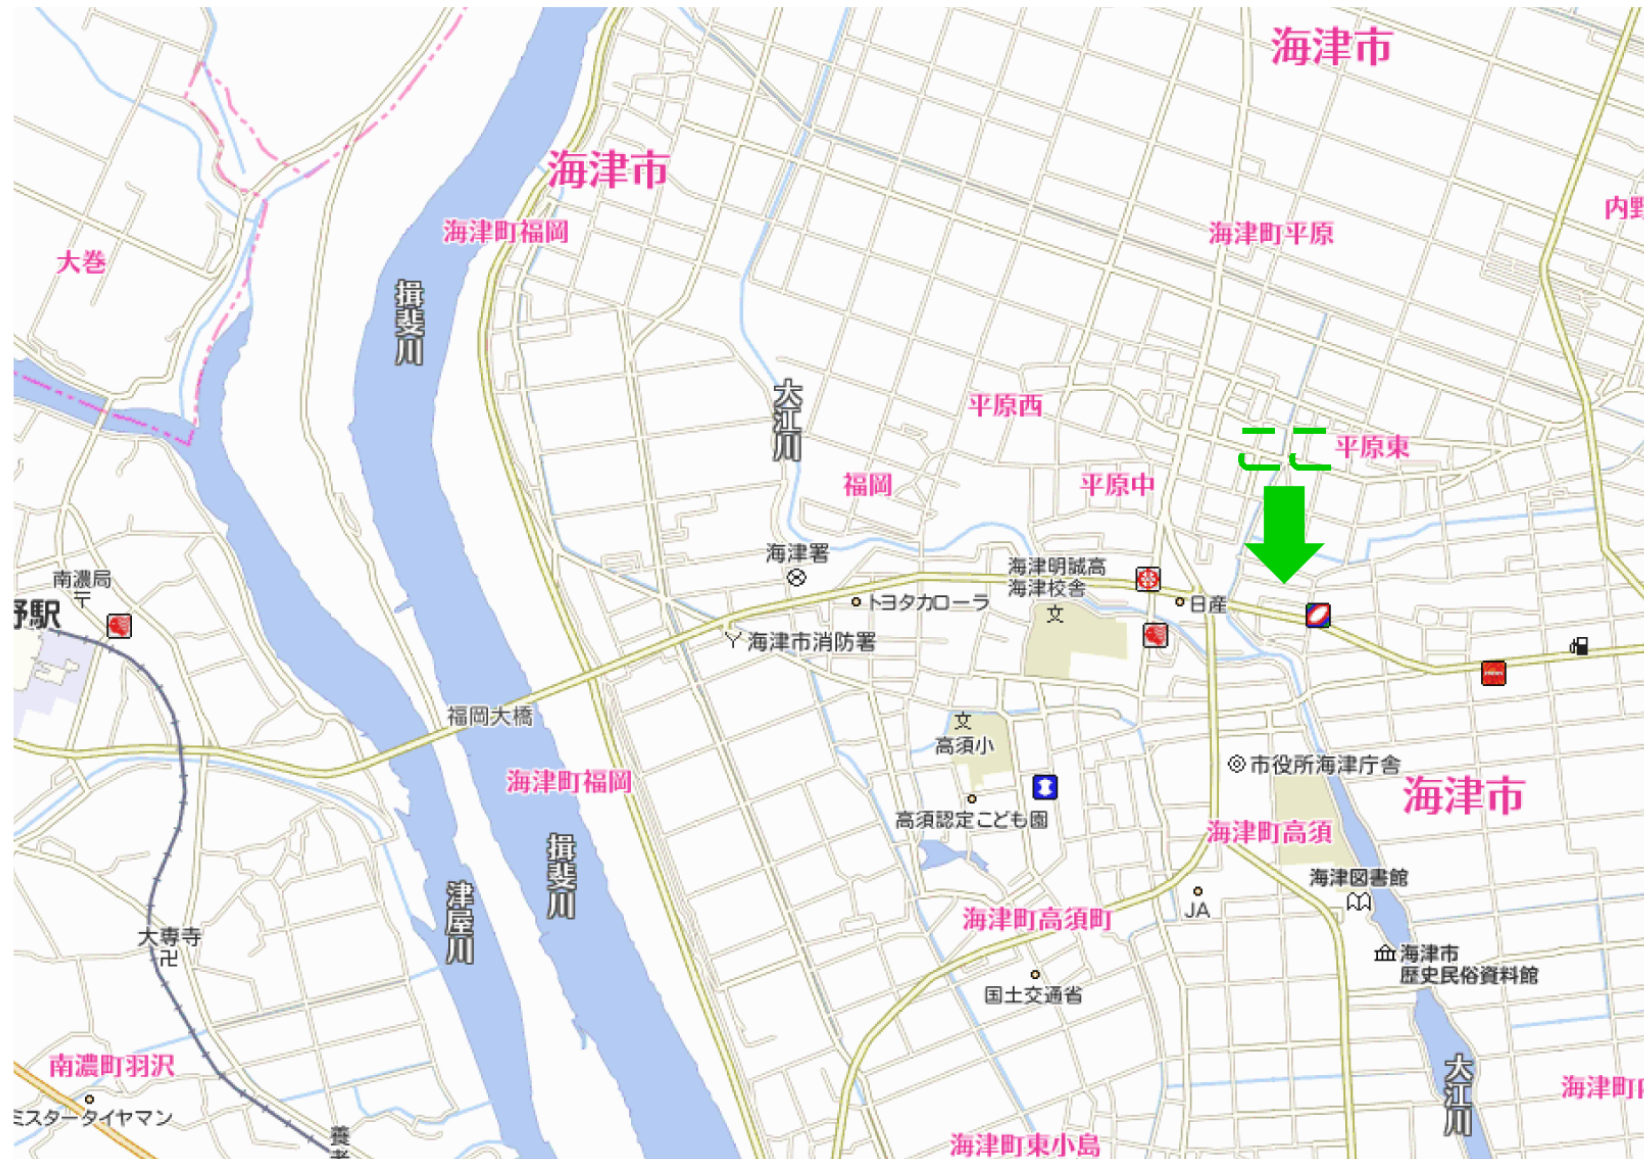 海津市
海津市
内野
海津町福岡
海津町平原
大巻
揖斐川
大江川
平原西
平原東
福岡
平原中
海津署
海津明誠高
海津校舎
南濃局
トヨタカローラ
日産
野駅
海津市消防署
福岡大橋
高須小
市役所海津庁舎
海津町福岡
海津市
高須認定こども園
海津町高須
揖斐川
津屋川
海津図書館
JA
海津町高須町
大専寺
海津市
歴史民俗資料館
国土交通省
南濃町羽沢
大江川
海津町内
ミスタータイヤマン
養老
海津町東小島